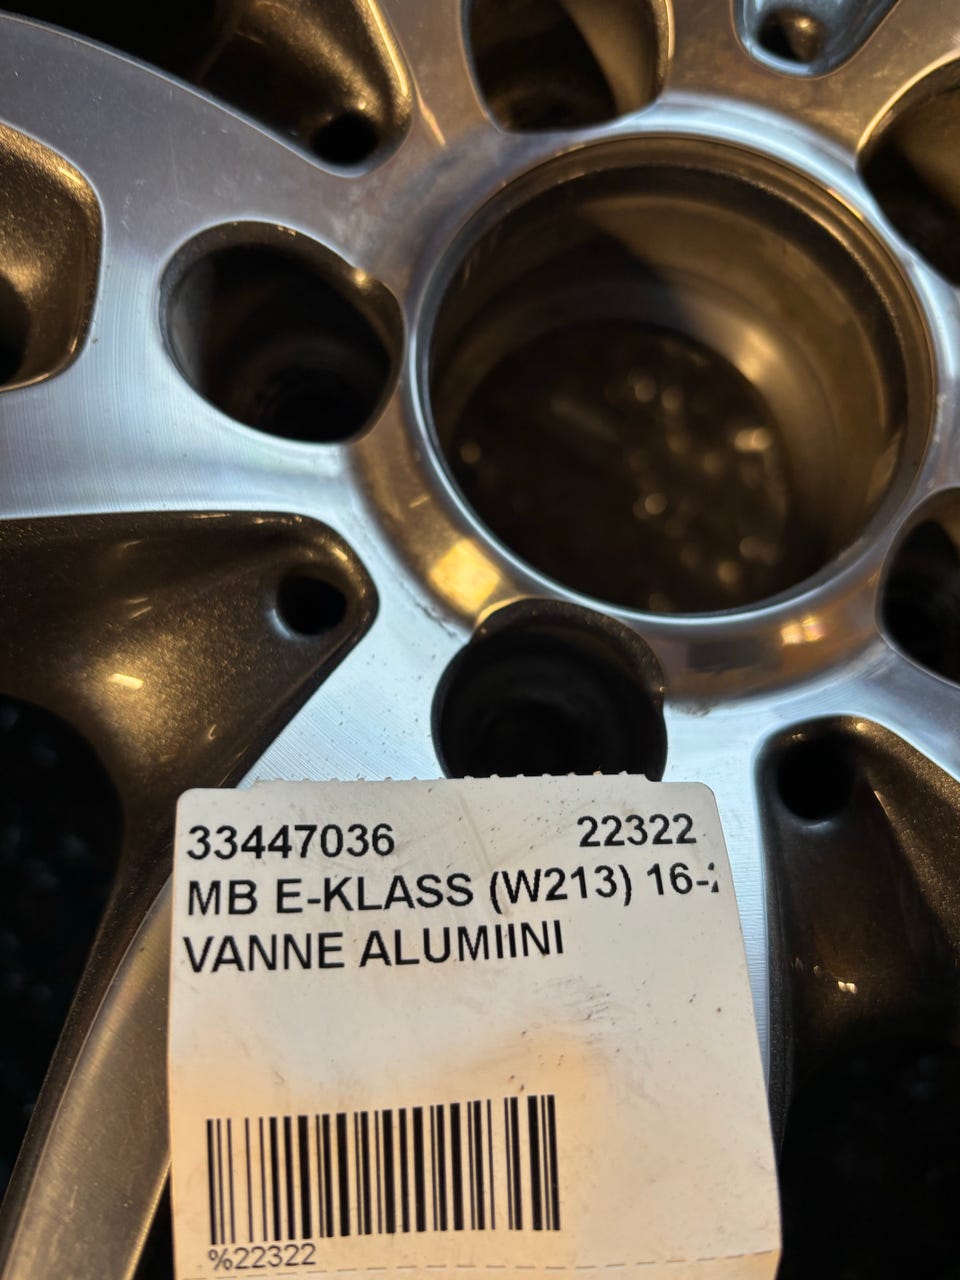 33447036 22322
MB E-KLASS (W213) 16-
VANNE ALUMIINI
%22322